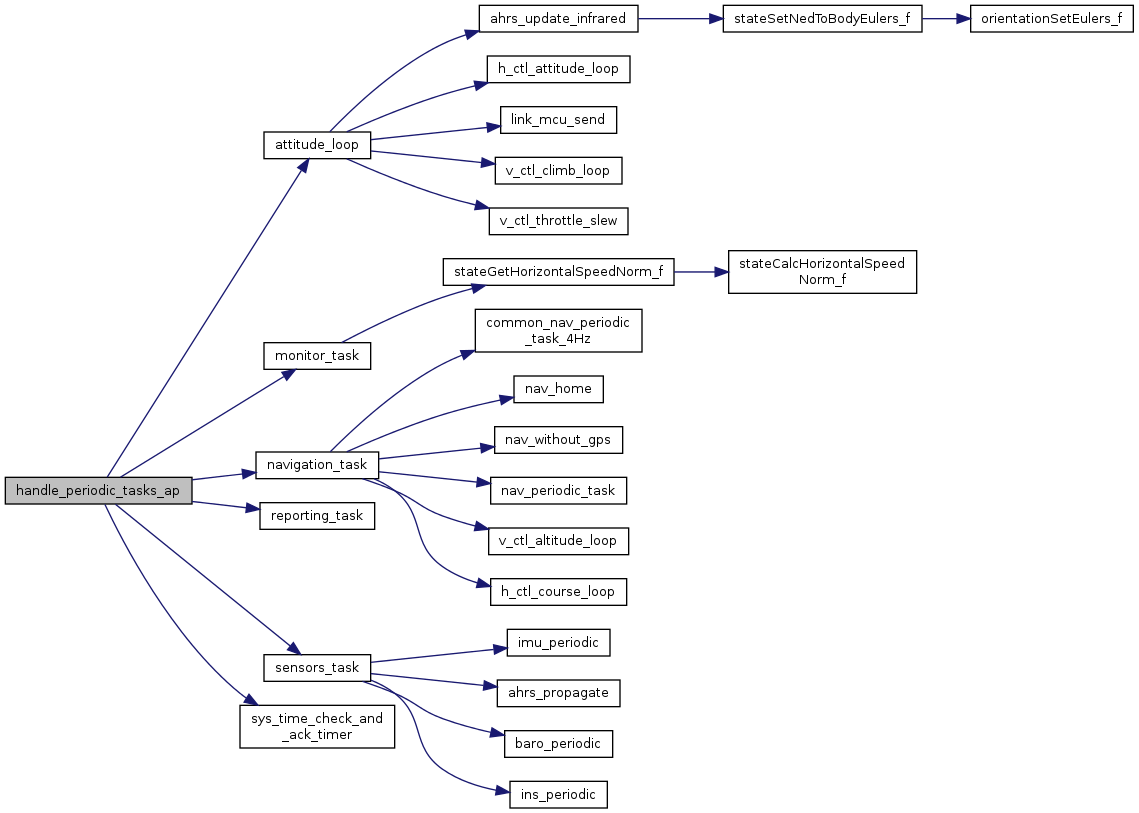 ahrs_update_infrared
stateSetNedToBodyEulers_f
orientationSetEulers_f
h_ctl_attitude_loop
link_mcu_send
attitude_loop
v_ctl_climb_loop
v_ctl_throttle_slew
stateGetHorizontalSpeedNorm_f
stateCalcHorizontalSpeed
Norm_f
common_nav_periodic
_task_4Hz
monitor_task
nav_home
nav_without_gps
navigation_task
handle_periodic_tasks_ap
nav_periodic_task
reporting_task
v_ctl_altitude_loop
h_ctl_course_loop
imu_periodic
sensors_task
ahrs_propagate
sys_time_check_and
_ack_timer
baro_periodic
ins_periodic